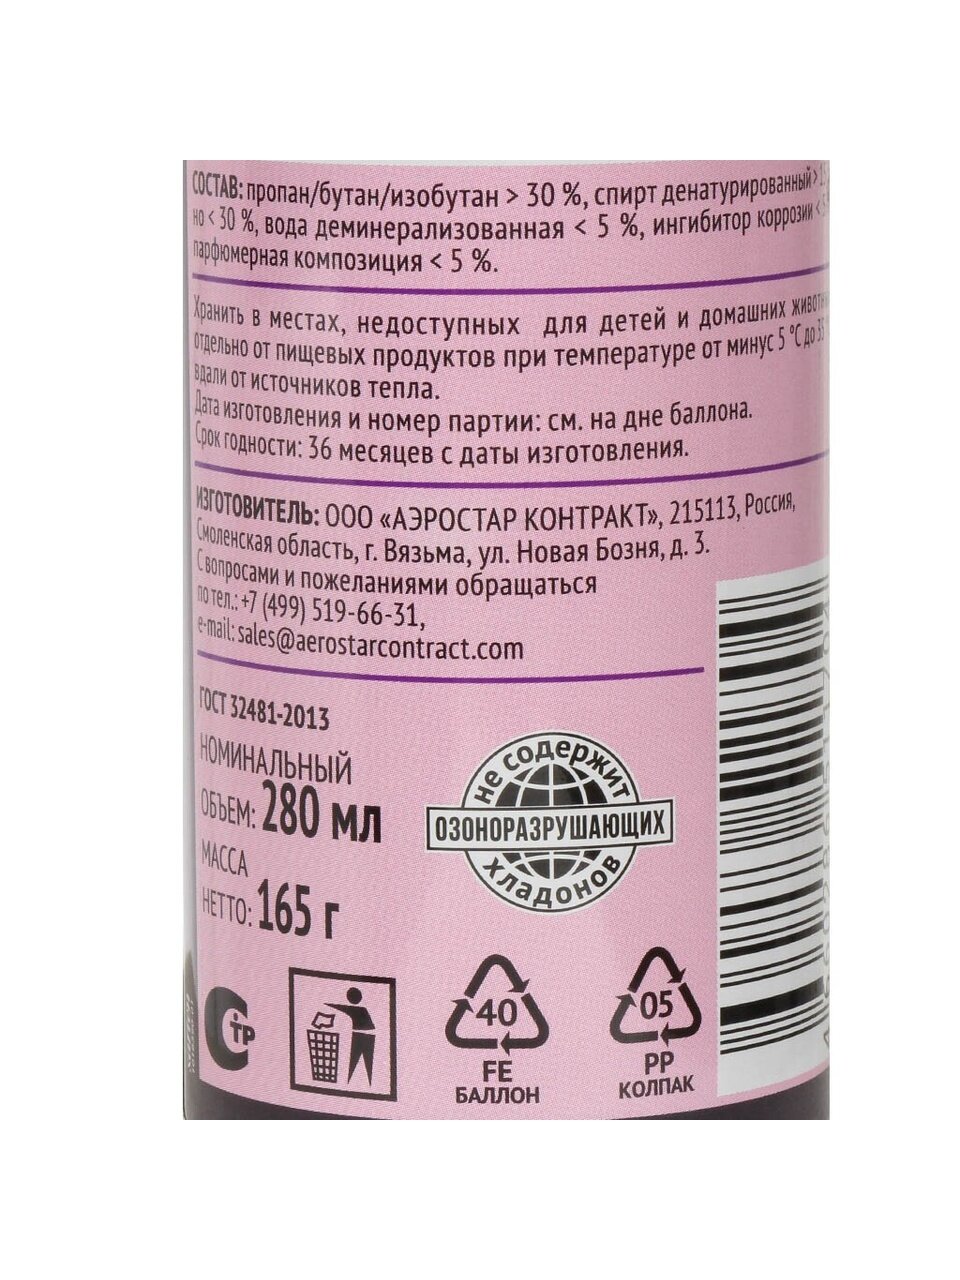 СОСТАВ: пропан/бутан/изобутан > 30 %, спирт денатурированный >
но < 30 %, вода деминерализованная < 5 %, ингибитор коррозии <
парфюмерная композиция < 5 %.
Хранить в местах, недоступных для детей и домашних
отдельно от пищевых продуктов при температуре от минус 5 °С до
вдали от источников тепла.
Дата изготовления и номер партии: см. на дне баллона.
Срок годности: 36 месяцев с даты изготовления.
ИЗГОТОВИТЕЛЬ: ООО «АЭРОСТАР КОНТРАКТ», 215113, Россия,
Смоленская область, г. Вязьма, ул. Новая Бозня, д. 3.
С вопросами и пожеланиями обращаться
по тел.: +7 (499) 519-66-31,
e-mail: sales@aerostarcontract.com
ГОСТ 32481-2013
НОМИНАЛЬНЫЙ
ОБЪЕМ: 280 мл
МАССА
НЕТТО: 165 г
НЕ СОДЕРЖИТ
ОЗОНОРАЗРУШАЮЩИХ
ХЛАДОНОВ
СТР
40
FE
БАЛЛОН
05
PP
КОЛПАК